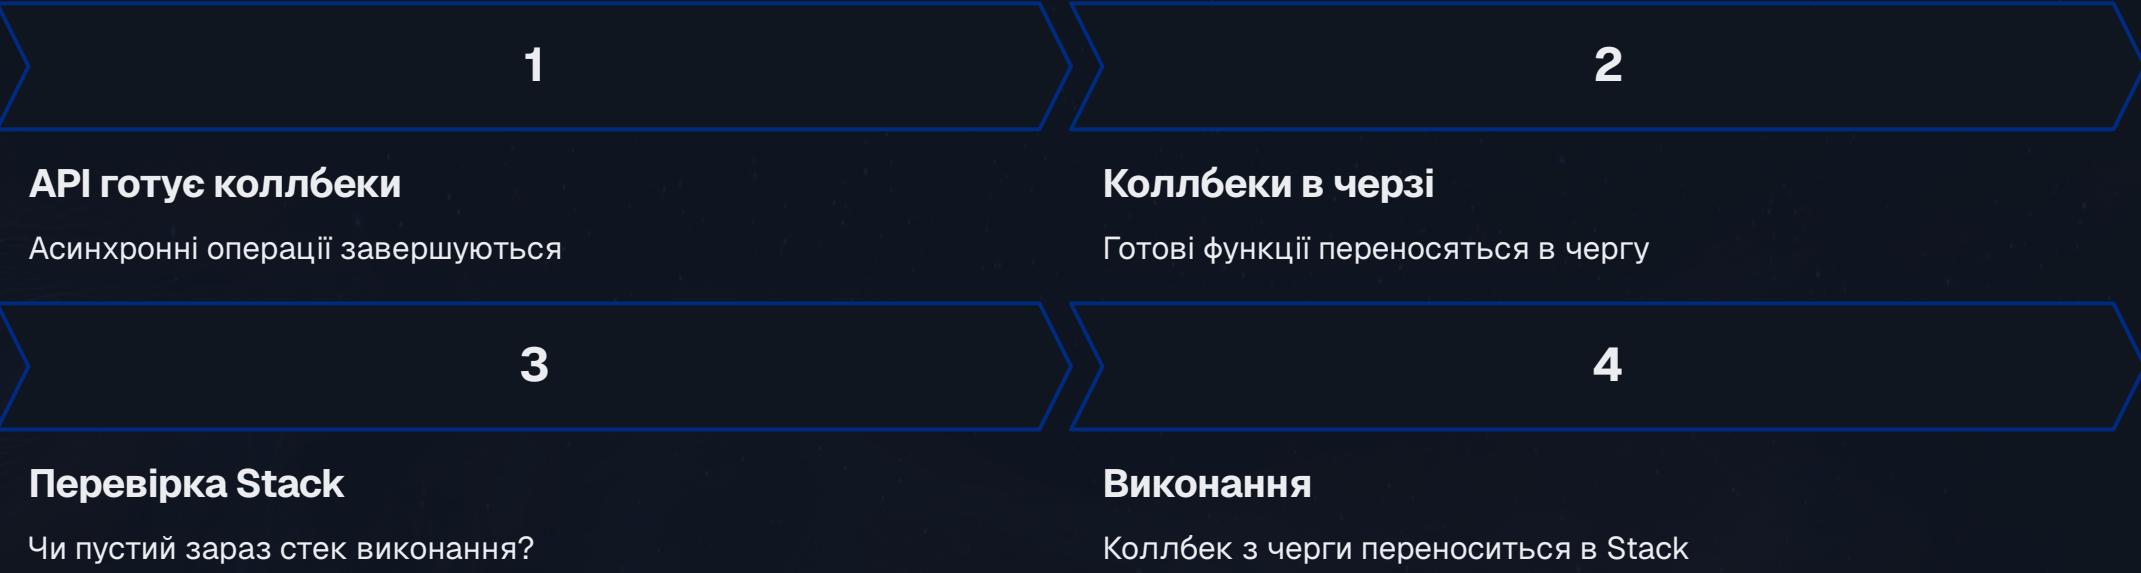 1
2
API готує коллбеки
Асинхронні операції завершуються
Коллбеки в черзі
Готові функції переносяться в чергу
3
4
Перевірка Stack
Чи пустий зараз стек виконання?
Виконання
Коллбек з черги переноситься в Stack